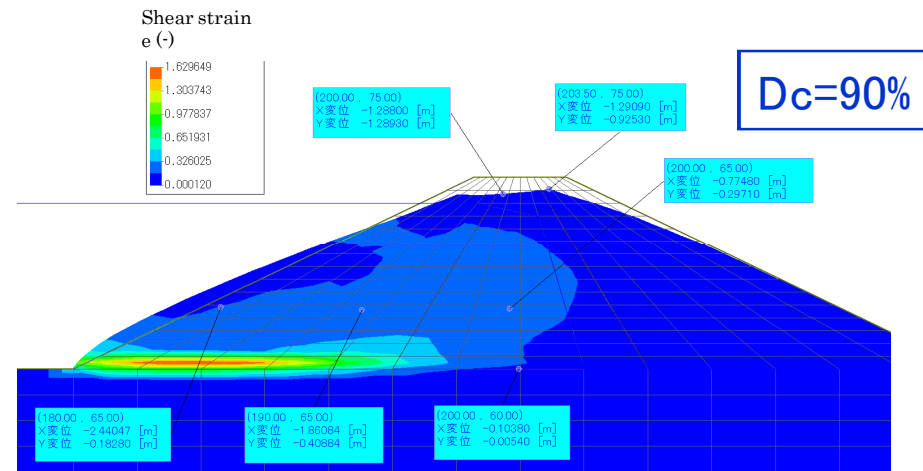 Shear strain
e (-)
1.629649
1.303743
0.977837
0.651931
0.326025
0.000120
Dc=90%
(200.00 , 75.00)
X変位 -1.28800 [m]
Y変位 -1.28930 [m]
(203.50 , 75.00)
X変位 -1.29090 [m]
Y変位 -0.92530 [m]
(200.00 , 65.00)
X変位 -0.77480 [m]
Y変位 -0.29710 [m]
(180.00 , 65.00)
X変位 -2.44047 [m]
Y変位 -0.18280 [m]
(190.00 , 65.00)
X変位 -1.86084 [m]
Y変位 -0.40884 [m]
(200.00 , 60.00)
X変位 -0.10380 [m]
Y変位 -0.00540 [m]